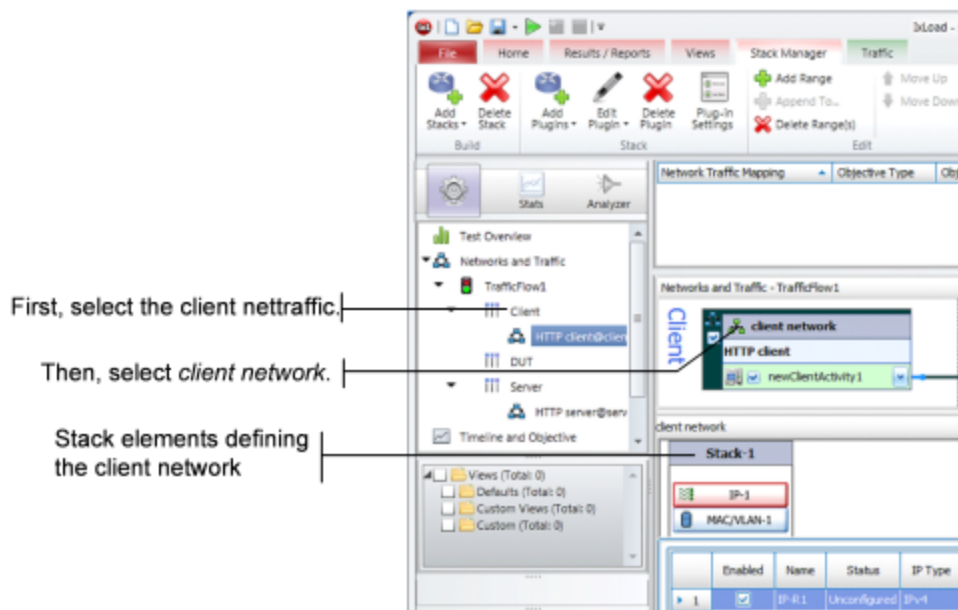 IxLoad -
File Home Results / Reports Views Stack Manager Traffic
Add Stacks Delete Stack Add Plugins Edit Plugin Delete Plugin Plug-in Settings
Add Range
Append To...
Delete Range(s)
Move Up
Move Down
Build Stack Edit
Stats Analyzer
Network Traffic Mapping Objective Type Obj
Test Overview
Networks and Traffic
TrafficFlow1
Client
HTTP client@clien
DUT
Server
HTTP server@serv
Timeline and Objective
First, select the client nettraffic.
Then, select client network.
Stack elements defining
the client network
Networks and Traffic - TrafficFlow1
Client
client network
HTTP client
newClientActivity1
client network
Stack-1
IP-1
MAC/VLAN-1
Views (Total: 0)
Defaults (Total: 0)
Custom Views (Total: 0)
Custom (Total: 0)
Enabled Name Status IP Type
1 IP-R1 Unconfigured IPv4